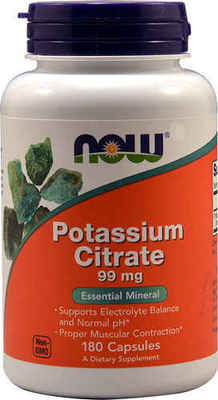 NOW
Potassium
Citrate
99 mg
Essential Mineral
• Supports Electrolyte Balance
and Normal pH*
• Proper Muscular Contraction*
Non-
GMO
180 Capsules
A Dietary Supplement